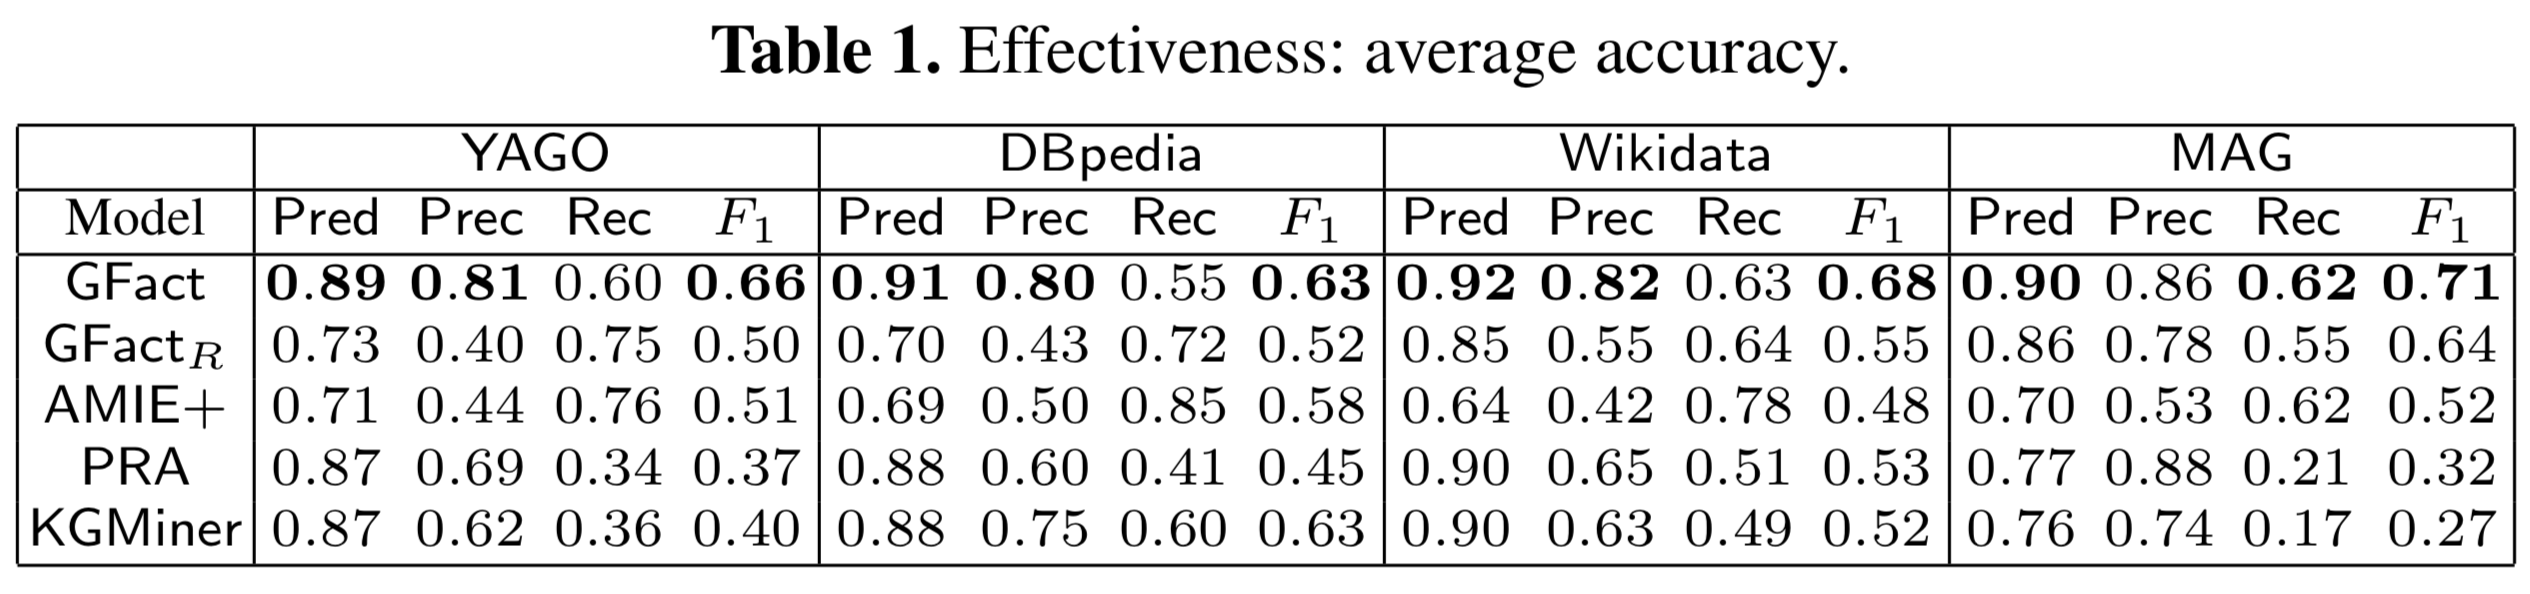 Table 1. Effectiveness: average accuracy.
YAGO DBpedia Wikidata MAG
Model Pred Prec Rec F1 Pred Prec Rec F1 Pred Prec Rec F1 Pred Prec Rec F1
GFact 0.89 0.81 0.60 0.66 0.91 0.80 0.55 0.63 0.92 0.82 0.63 0.68 0.90 0.86 0.62 0.71
GFactR 0.73 0.40 0.75 0.50 0.70 0.43 0.72 0.52 0.85 0.55 0.64 0.55 0.86 0.78 0.55 0.64
AMIE+ 0.71 0.44 0.76 0.51 0.69 0.50 0.85 0.58 0.64 0.42 0.78 0.48 0.70 0.53 0.62 0.52
PRA 0.87 0.69 0.34 0.37 0.88 0.60 0.41 0.45 0.90 0.65 0.51 0.53 0.77 0.88 0.21 0.32
KGMiner 0.87 0.62 0.36 0.40 0.88 0.75 0.60 0.63 0.90 0.63 0.49 0.52 0.76 0.74 0.17 0.27